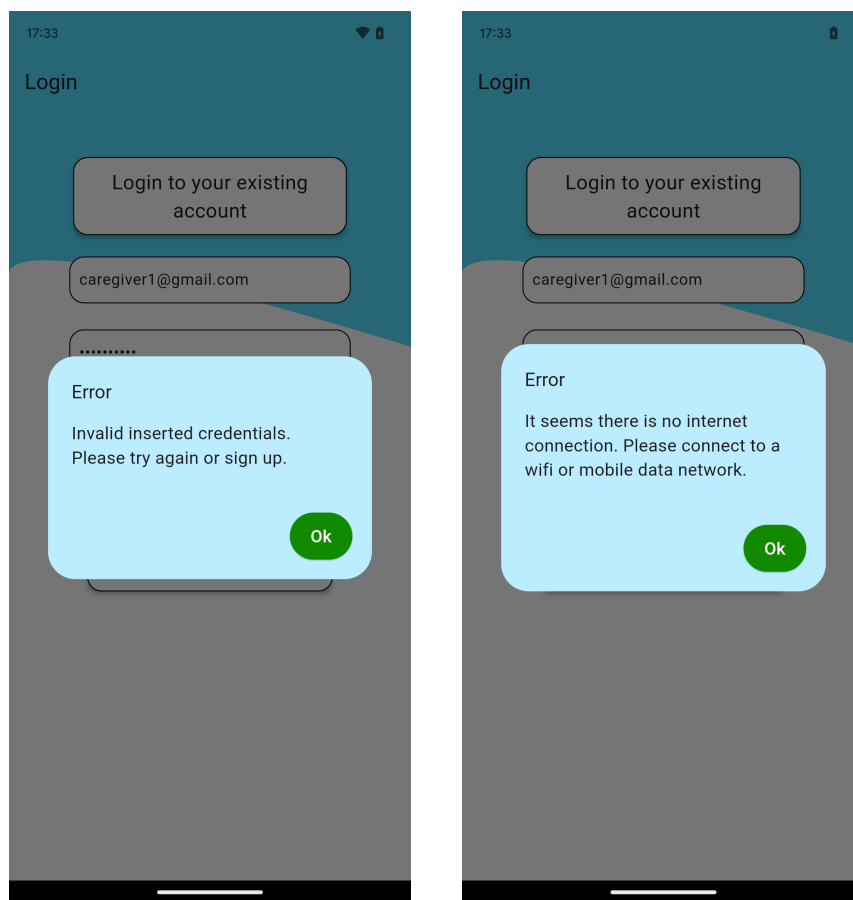 17:33
Login
Login to your existing
account
caregiver1@gmail.com
••••••••••
Error
Invalid inserted credentials.
Please try again or sign up.
Ok
17:33
Login
Login to your existing
account
caregiver1@gmail.com
Error
It seems there is no internet
connection. Please connect to a
wifi or mobile data network.
Ok